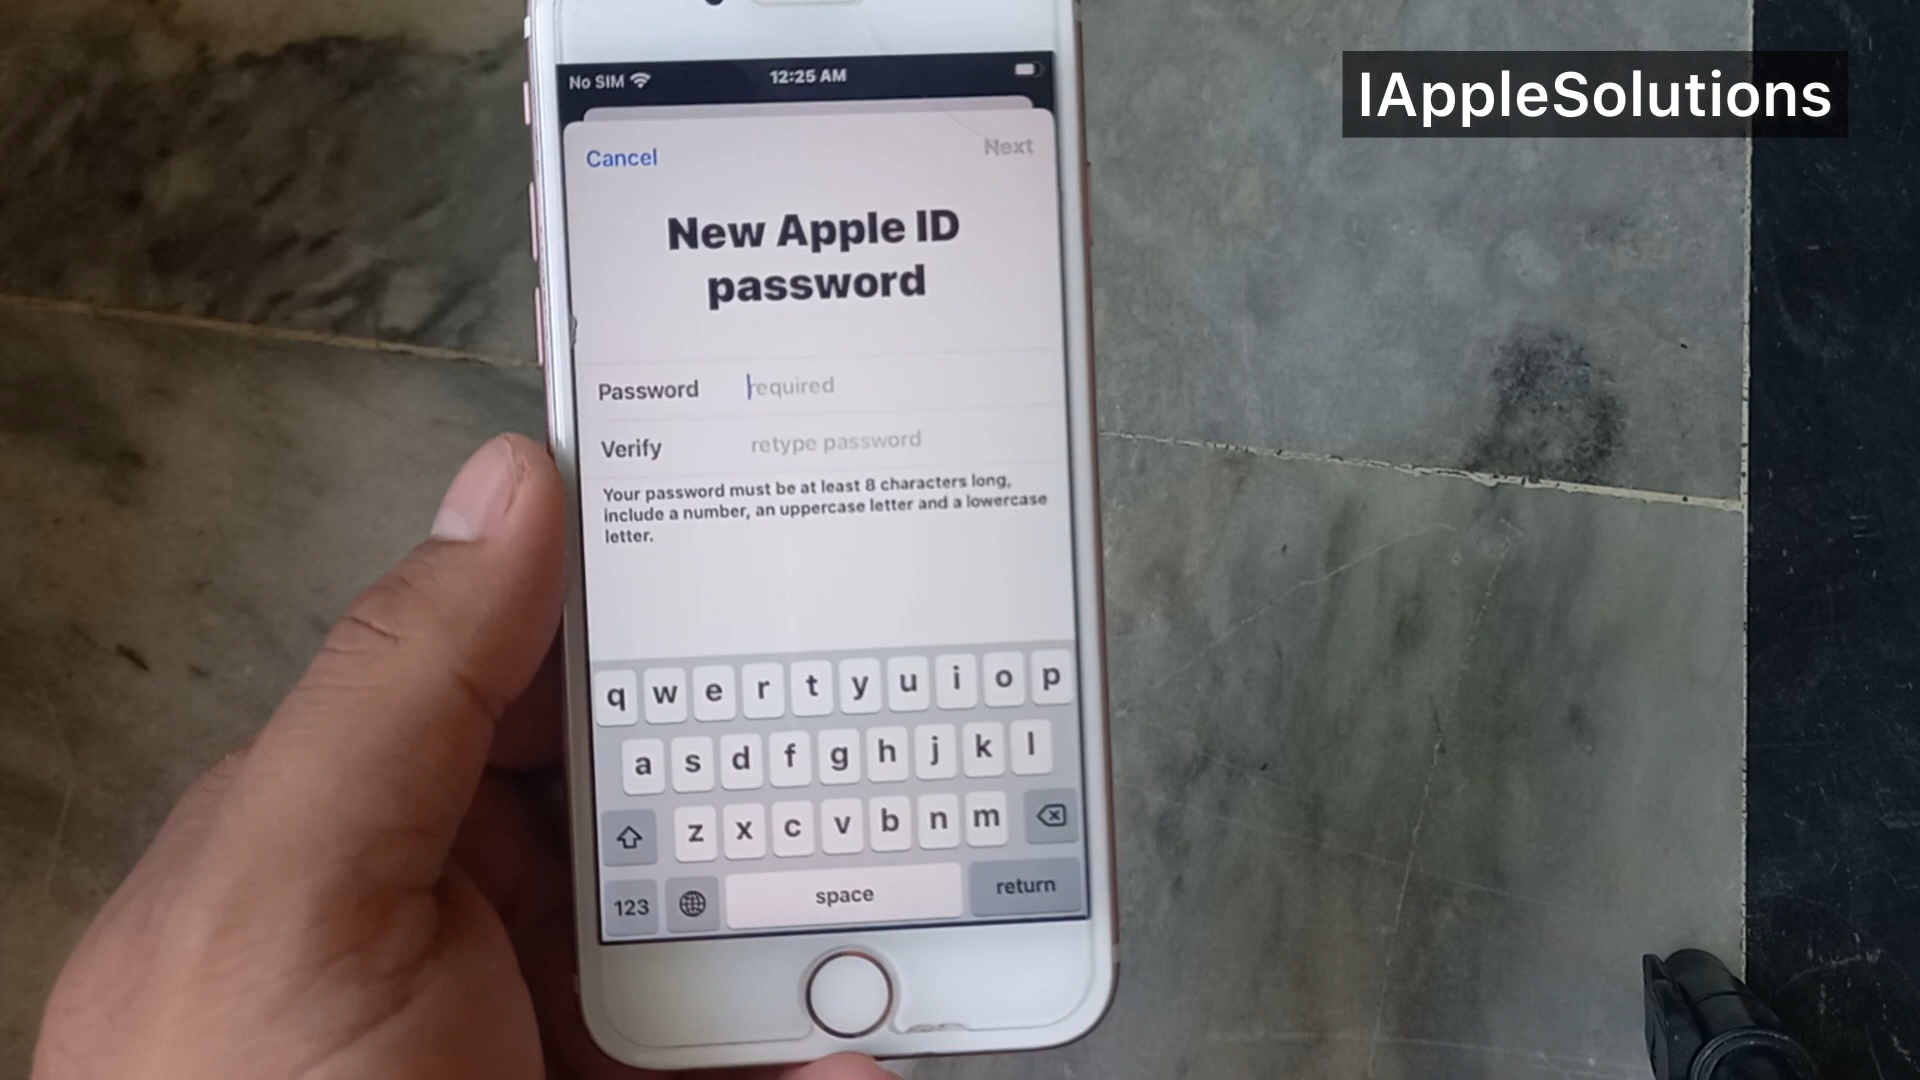 IAppleSolutions
No SIM 12:25 AM
Cancel Next
New Apple ID
password
Password required
Verify retype password
Your password must be at least 8 characters long,
include a number, an uppercase letter and a lowercase
letter.
q w e r t y u i o p
a s d f g h j k l
z x c v b n m
123 space return